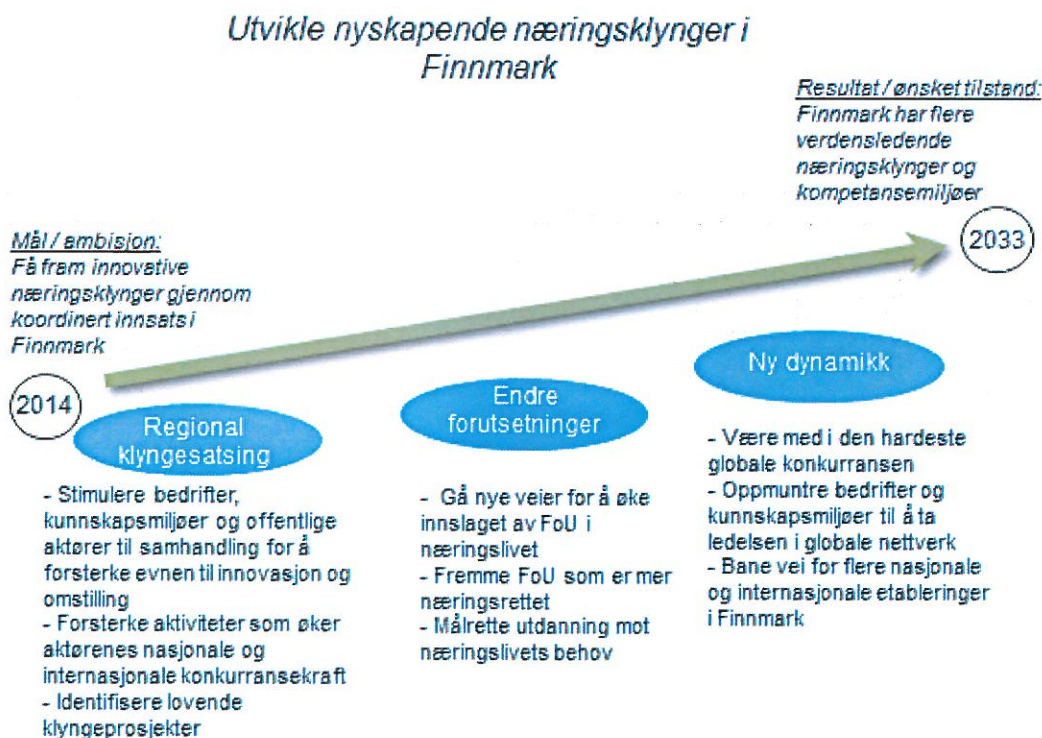 Utvikle nyskapende næringsklynger i
Finnmark
Resultat / ønsket tilstand:
Finnmark har flere
verdensledende
næringsklynger og
kompetansemiljøer
2033
Mål / ambisjon:
Få fram innovative
næringsklynger gjennom
koordinert innsats i
Finnmark
2014
Regional
klyngesatsing
- Stimulere bedrifter,
kunnskapsmiljøer og offentlige
aktører til samhandling for å
forsterke evnen til innovasjon og
omstilling
- Forsterke aktiviteter som øker
aktørenes nasjonale og
internasjonale konkurransekraft
- Identifisere lovende
klyngeprosjekter
Endre
forutsetninger
- Gå nye veier for å øke
innslaget av FoU i
næringslivet
- Fremme FoU som er mer
næringsrettet
- Målrette utdanning mot
næringslivets behov
Ny dynamikk
- Være med i den hardeste
globale konkurransen
- Oppmuntre bedrifter og
kunnskapsmiljøer til å ta
ledelsen i globale nettverk
- Bane vei for flere nasjonale
og internasjonale etableringer
i Finnmark